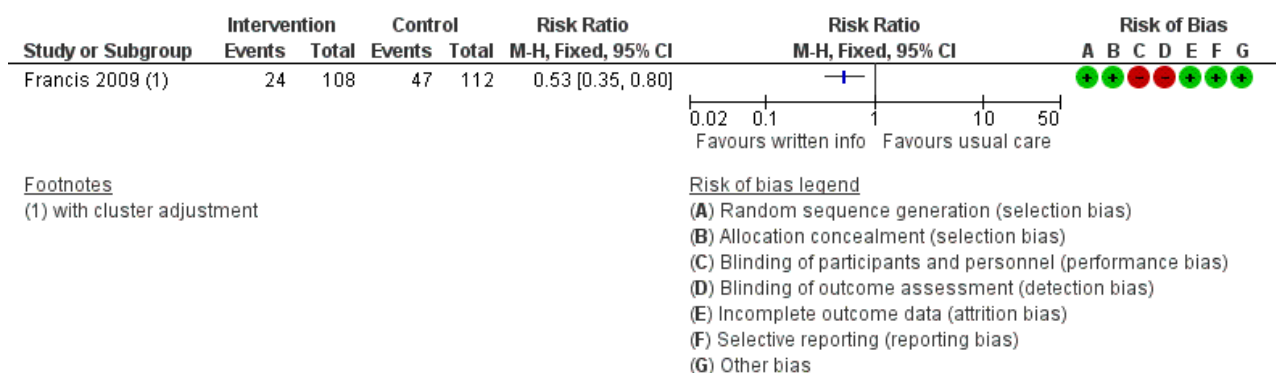 Intervention Control Risk Ratio Risk Ratio Risk of Bias
Study or Subgroup Events Total Events Total M-H, Fixed, 95% CI M-H, Fixed, 95% CI A B C D E F G
Francis 2009 (1) 24 108 47 112 0.53 [0.35, 0.80] + + - - + + +
0.02 0.1 1 10 50
Favours written info Favours usual care
Footnotes
(1) with cluster adjustment
Risk of bias legend
(A) Random sequence generation (selection bias)
(B) Allocation concealment (selection bias)
(C) Blinding of participants and personnel (performance bias)
(D) Blinding of outcome assessment (detection bias)
(E) Incomplete outcome data (attrition bias)
(F) Selective reporting (reporting bias)
(G) Other bias